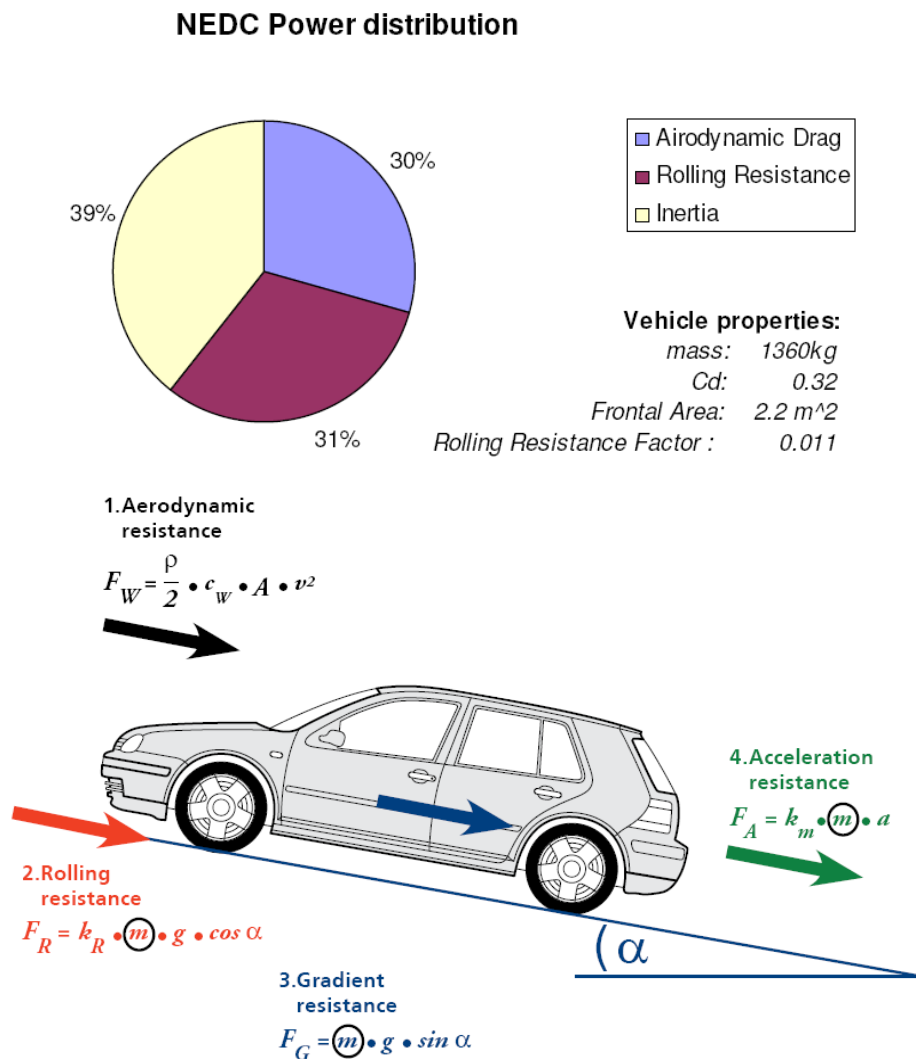 NEDC Power distribution
30%
39%
31%
Airodynamic Drag
Rolling Resistance
Inertia
Vehicle properties:
mass: 1360kg
Cd: 0.32
Frontal Area: 2.2 m^2
Rolling Resistance Factor : 0.011
1.Aerodynamic
resistance
F_W = ρ/2 • c_w • A • v²
4.Acceleration
resistance
F_A = k_m • m • a
2.Rolling
resistance
F_R = k_R • m • g • cos α
α
3.Gradient
resistance
F_G = m • g • sin α